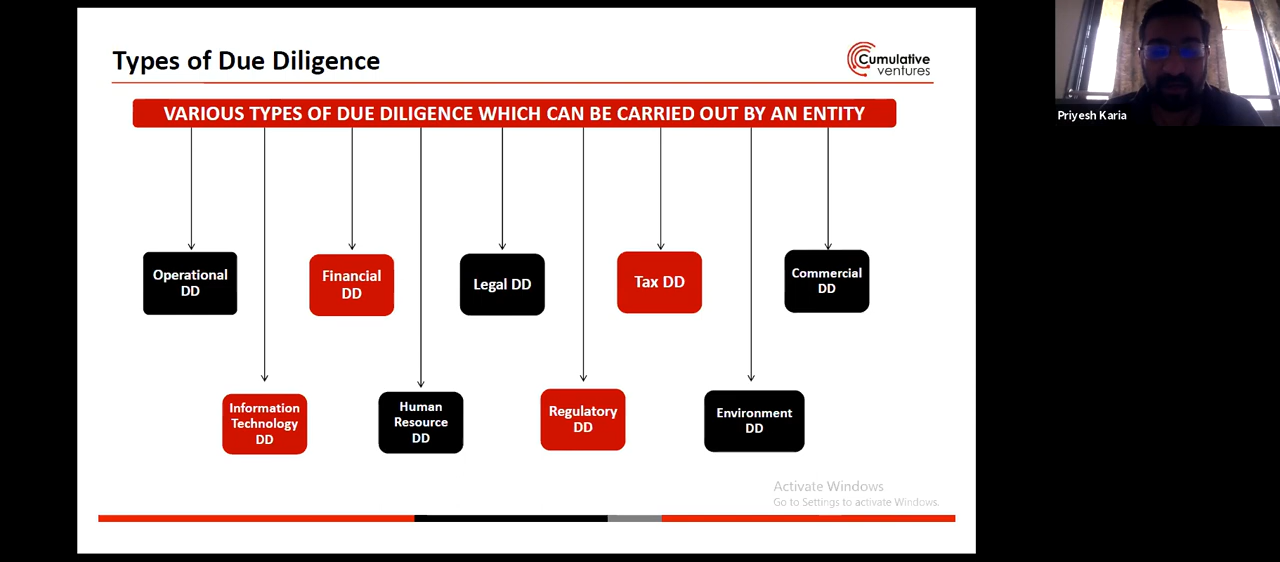 Types of Due Diligence
Cumulative
ventures
VARIOUS TYPES OF DUE DILIGENCE WHICH CAN BE CARRIED OUT BY AN ENTITY
Operational
DD
Financial
DD
Legal DD
Tax DD
Commercial
DD
Information
Technology
DD
Human
Resource
DD
Regulatory
DD
Environment
DD
Activate Windows
Go to Settings to activate Windows.
Priyesh Karia